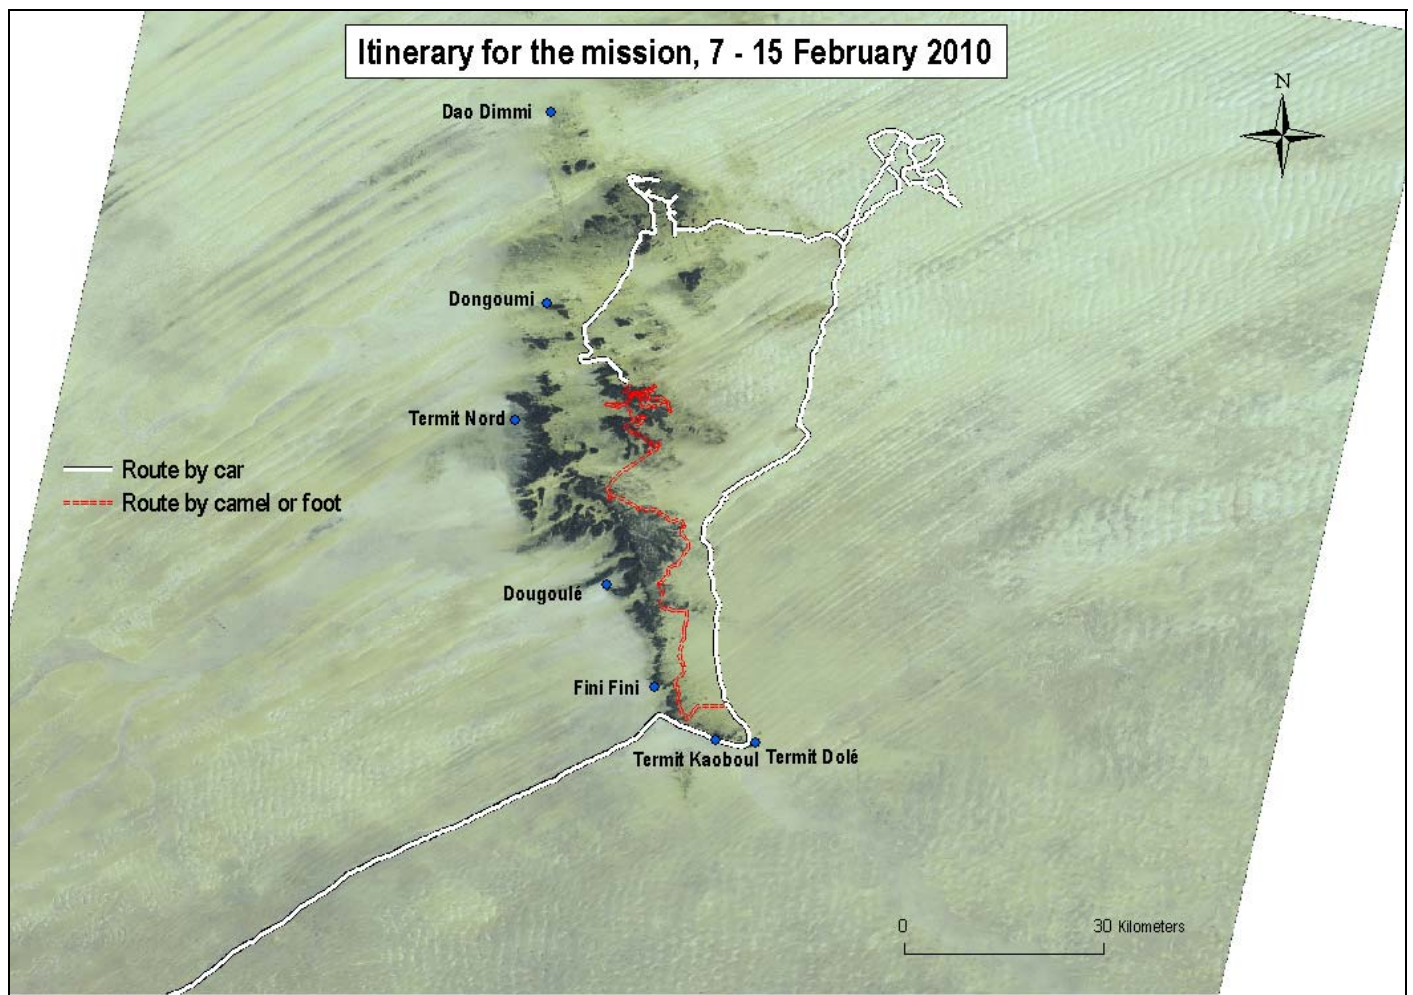 Itinerary for the mission, 7 - 15 February 2010
N
Dao Dimmi
Dongoumi
Termit Nord
Route by car
Route by camel or foot
Dougoulé
Fini Fini
Termit Kaoboul Termit Dolé
0 30 Kilometers